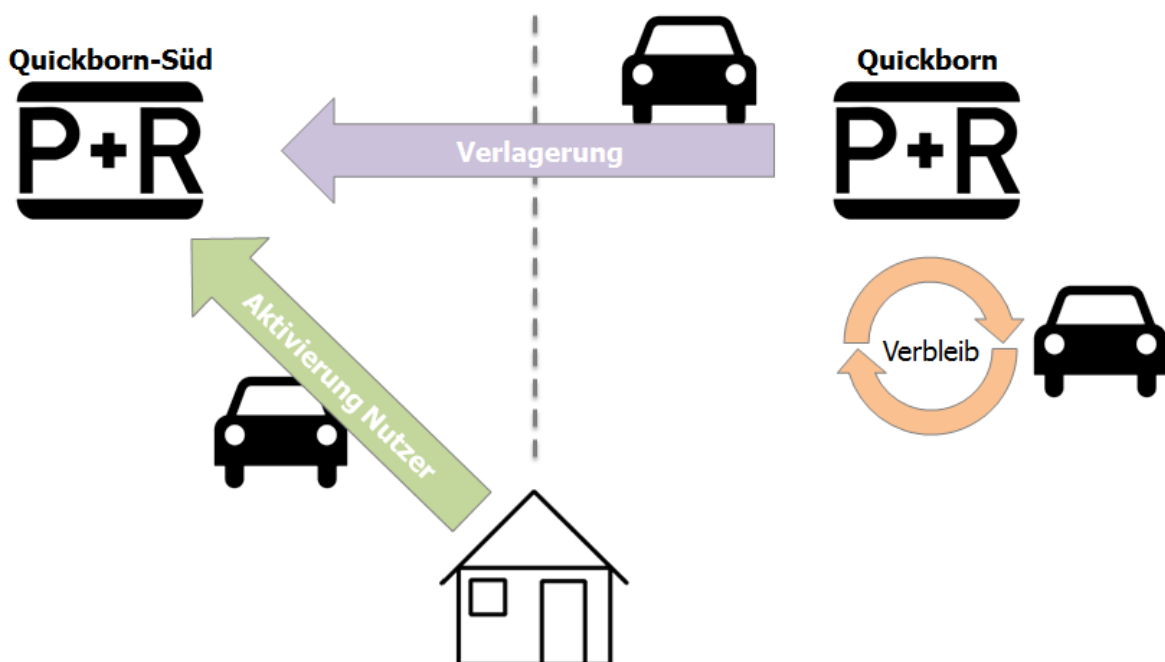 Quickborn-Süd
P+R
Verlagerung
Quickborn
P+R
Aktivierung Nutzer
Verbleib